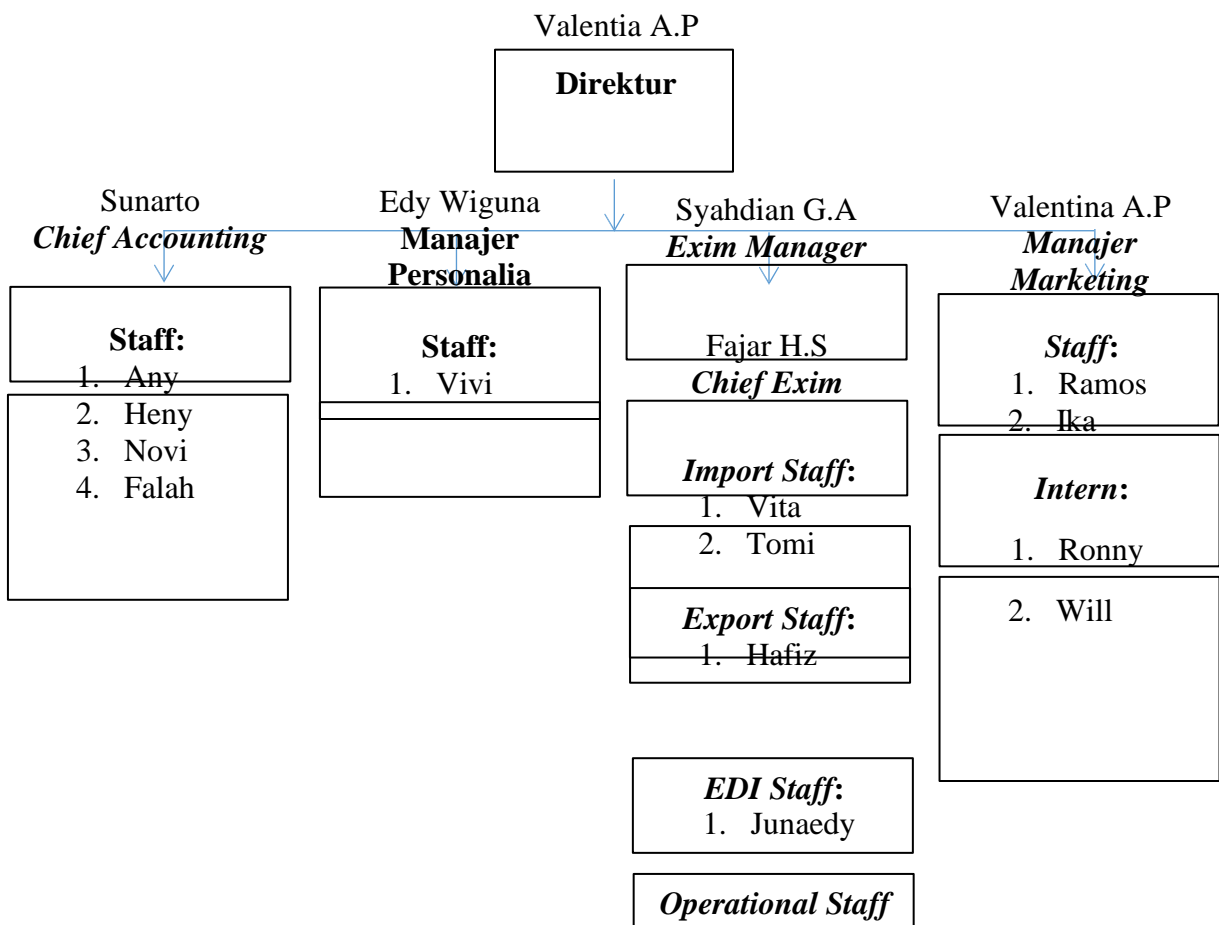 Valentia A.P
Direktur
Sunarto
Chief Accounting
Staff:
1. Any
2. Heny
3. Novi
4. Falah
Edy Wiguna
Manajer
Personalia
Staff:
1. Vivi
Syahdian G.A
Exim Manager
Fajar H.S
Chief Exim
Import Staff:
1. Vita
2. Tomi
Export Staff:
1. Hafiz
EDI Staff:
1. Junaedy
Operational Staff
Valentina A.P
Manajer
Marketing
Staff:
1. Ramos
2. Ika
Intern:
1. Ronny
2. Will